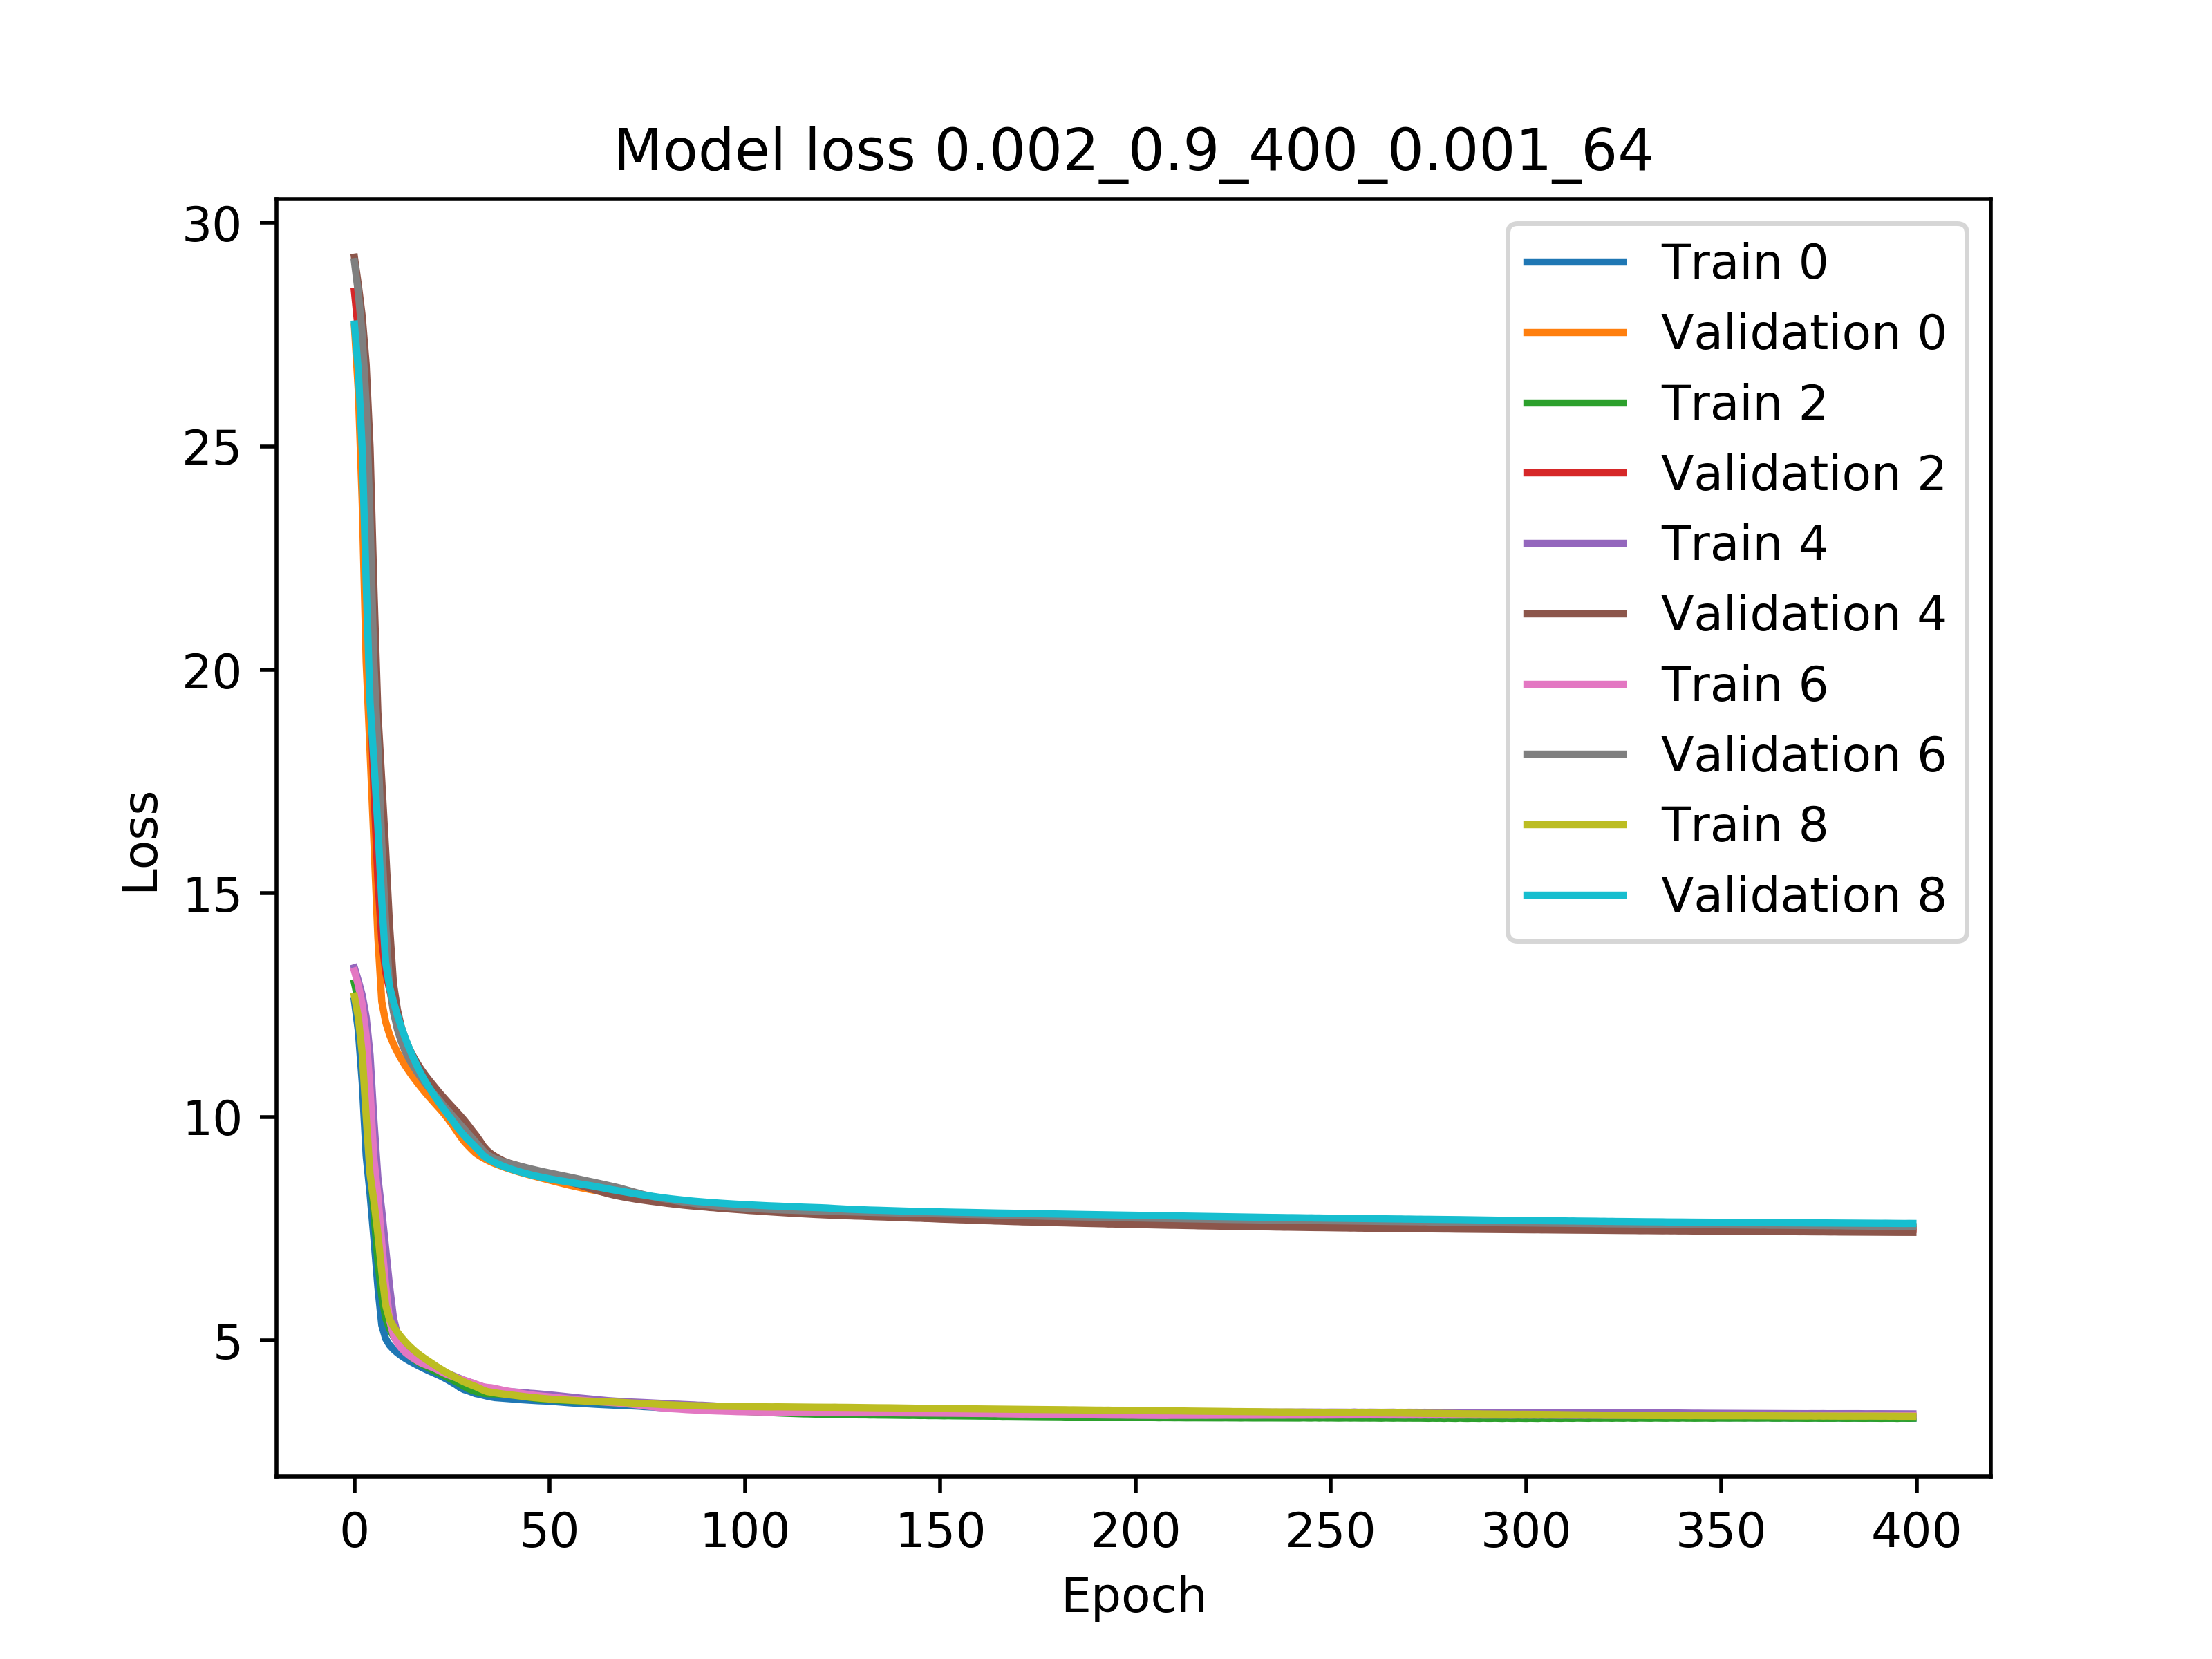 Model loss 0.002_0.9_400_0.001_64
30
25
20
15
10
5
Loss
Train 0
Validation 0
Train 2
Validation 2
Train 4
Validation 4
Train 6
Validation 6
Train 8
Validation 8
0 50 100 150 200 250 300 350 400
Epoch